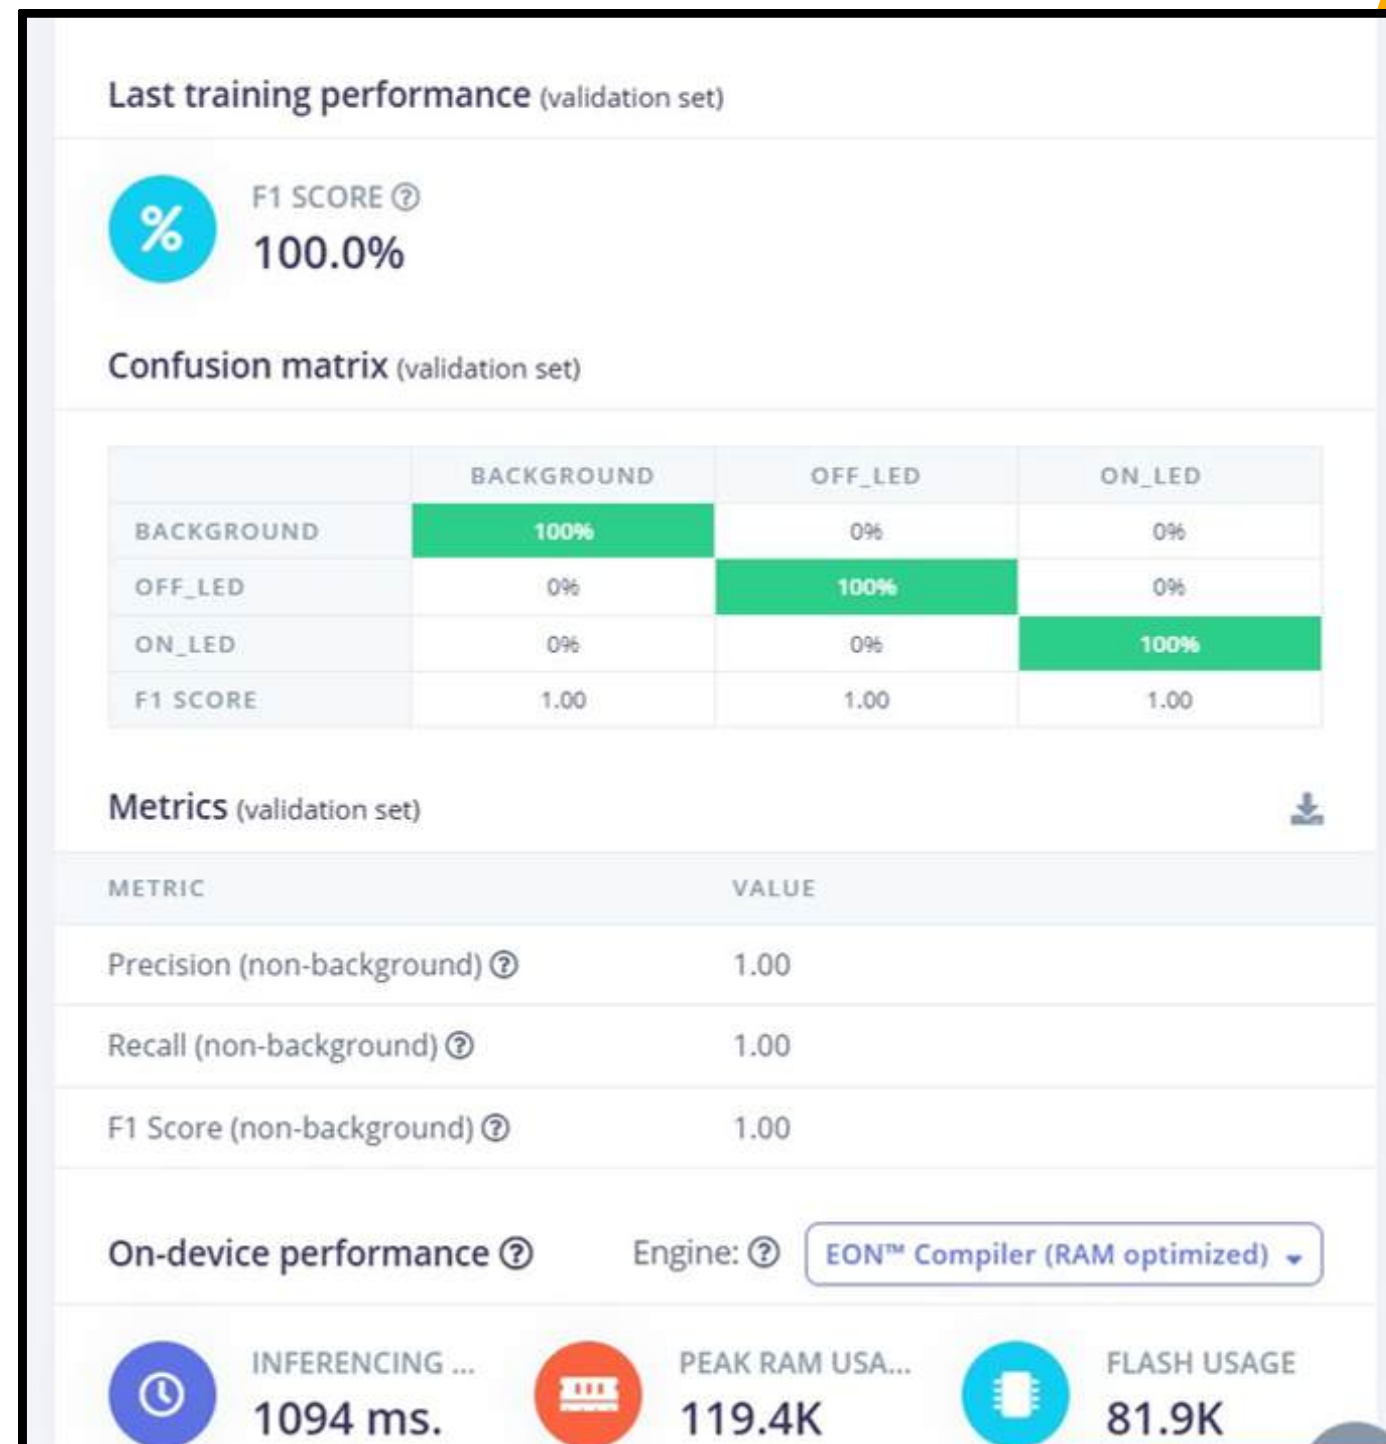 Last training performance (validation set)
%
F1 SCORE ?
100.0%
Confusion matrix (validation set)
BACKGROUND OFF_LED ON_LED
BACKGROUND 100% 0% 0%
OFF_LED 0% 100% 0%
ON_LED 0% 0% 100%
F1 SCORE 1.00 1.00 1.00
Metrics (validation set)
METRIC VALUE
Precision (non-background) ? 1.00
Recall (non-background) ? 1.00
F1 Score (non-background) ? 1.00
On-device performance ? Engine: ? EON™ Compiler (RAM optimized)
INFERENCING ... PEAK RAM USA... FLASH USAGE
1094 ms. 119.4K 81.9K